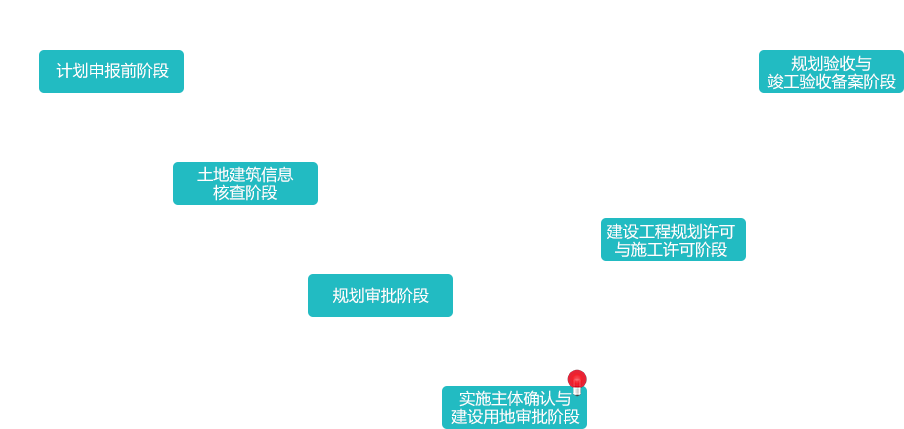 计划申报前阶段
规划验收与
竣工验收备案阶段
土地建筑信息
核查阶段
建设工程规划许可
与施工许可阶段
规划审批阶段
实施主体确认与
建设用地审批阶段